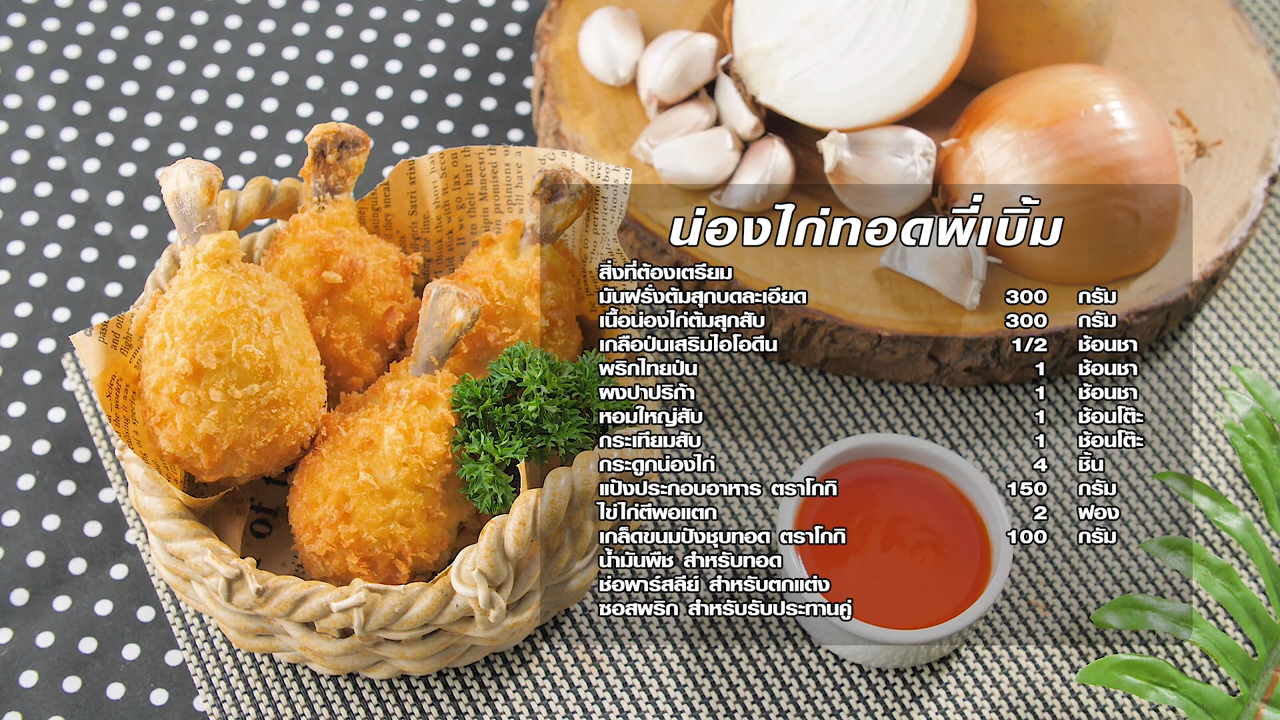 น่องไก่ทอดพี่เบิ้ม
สิ่งที่ต้องเตรียม
มันฝรั่งต้มสุกบดละเอียด 300 กรัม
เนื้อน่องไก่ต้มสุกสับ 300 กรัม
เกลือป่นเสริมไอโอดีน 1/2 ช้อนชา
พริกไทยป่น 1 ช้อนชา
ผงปาปริก้า 1 ช้อนชา
หอมใหญ่สับ 1 ช้อนโต๊ะ
กระเทียมสับ 1 ช้อนโต๊ะ
กระดูกน่องไก่ 4 ชิ้น
แป้งประกอบอาหาร ตราโกกิ 150 กรัม
ไข่ไก่ตีพอแตก 2 ฟอง
เกล็ดขนมปังชุบทอด ตราโกกิ 100 กรัม
น้ำมันพืช สำหรับทอด
ช่อพาร์สลีย์ สำหรับตกแต่ง
ซอสพริก สำหรับรับประทานคู่